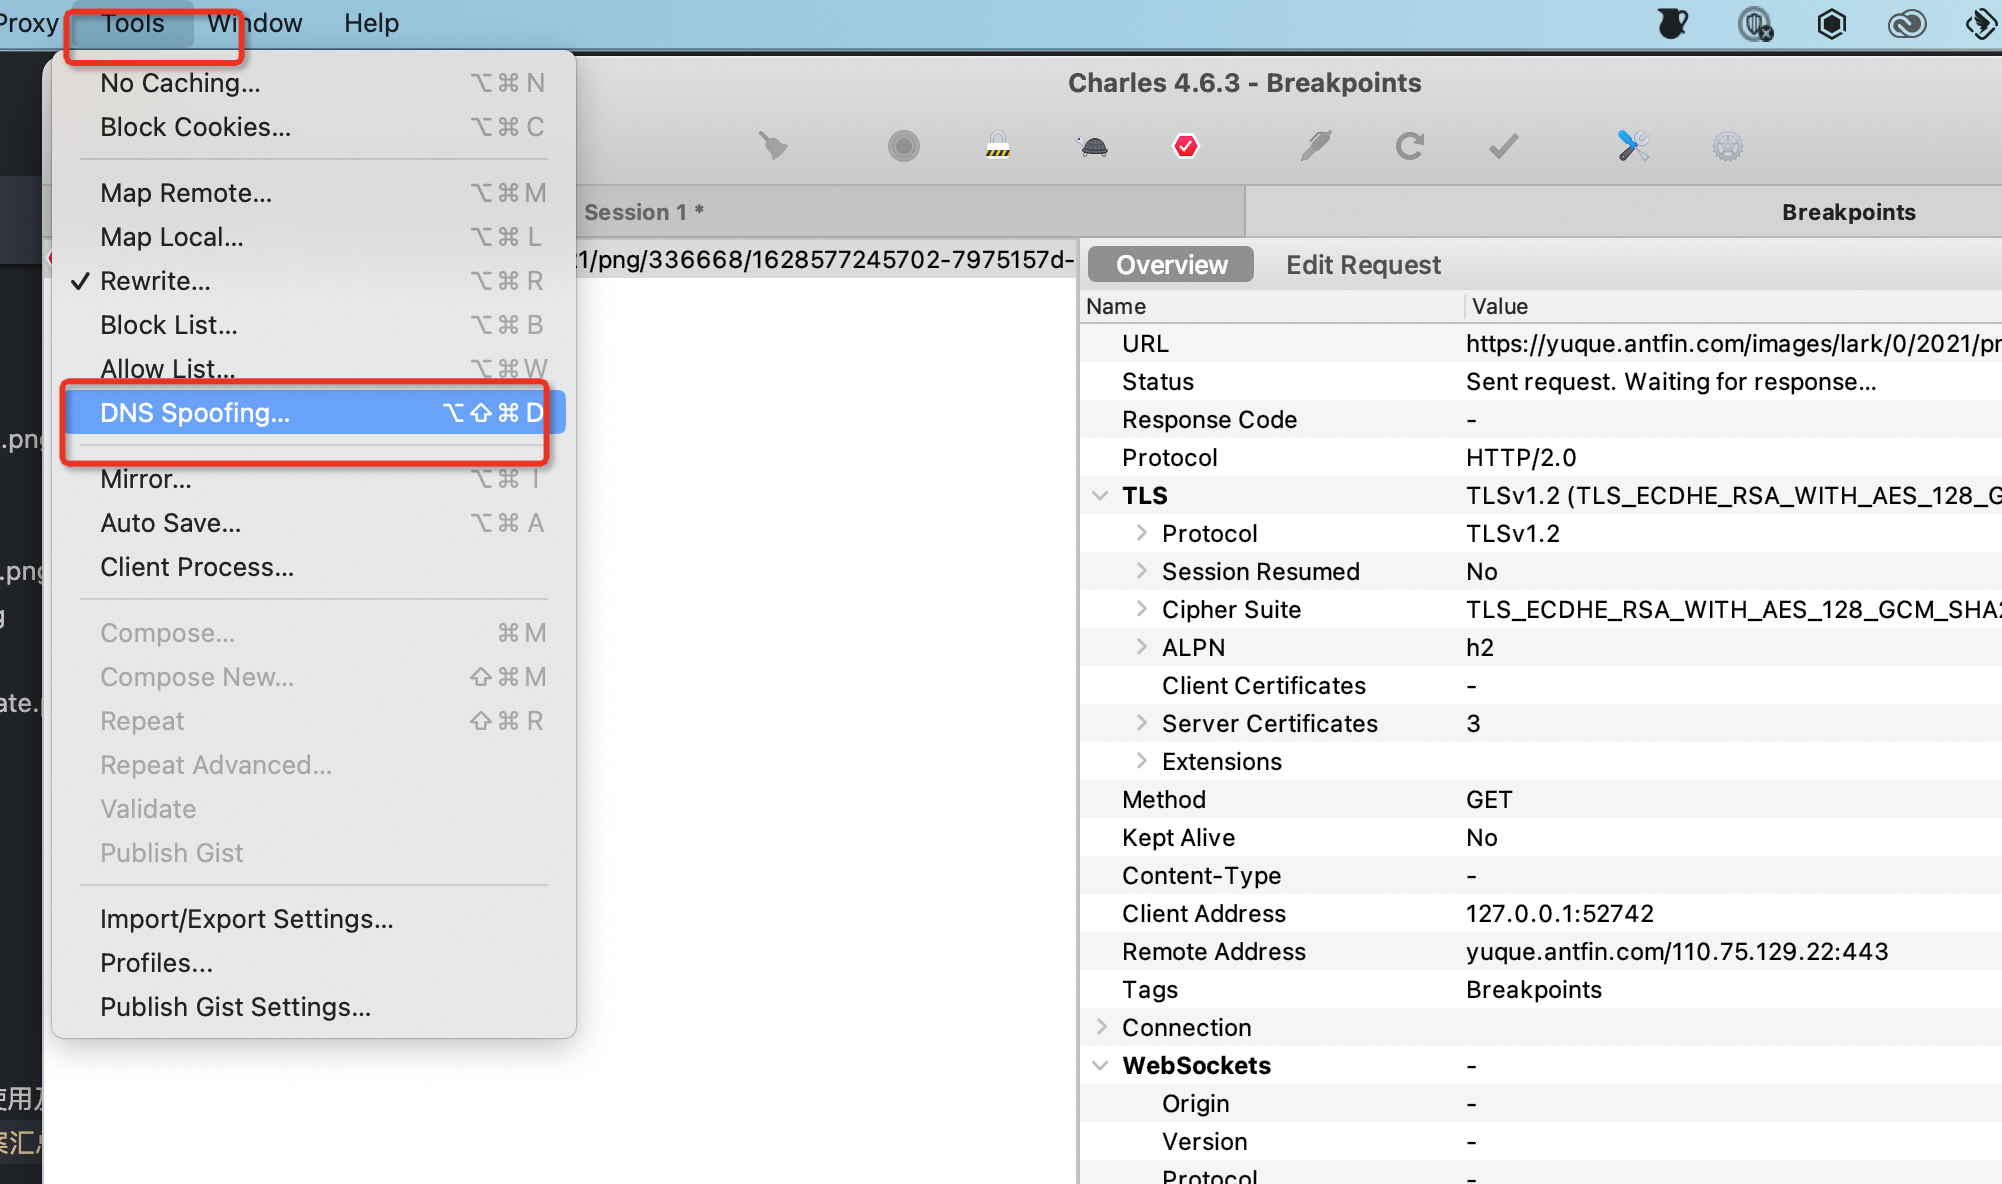 Proxy Tools Window Help
No Caching... ⌥⌘N
Block Cookies... ⌥⌘C
Map Remote... ⌥⌘M
Map Local... ⌥⌘L
✓ Rewrite... ⌥⌘R
Block List... ⌥⌘B
Allow List... ⌥⌘W
DNS Spoofing... ⌥⇧⌘D
Mirror... ⌥⌘I
Auto Save... ⌥⌘A
Client Process...
Compose... ⌘M
Compose New... ⇧⌘M
Repeat ⇧⌘R
Repeat Advanced...
Validate
Publish Gist
Import/Export Settings...
Profiles...
Publish Gist Settings...
.png
.png
g
ate.p
使用
案汇
Charles 4.6.3 - Breakpoints
Session 1 *
Breakpoints
1/png/336668/1628577245702-7975157d-
Overview Edit Request
Name Value
URL https://yuque.antfin.com/images/lark/0/2021/pr
Status Sent request. Waiting for response...
Response Code -
Protocol HTTP/2.0
TLS TLSv1.2 (TLS_ECDHE_RSA_WITH_AES_128_G
Protocol TLSv1.2
Session Resumed No
Cipher Suite TLS_ECDHE_RSA_WITH_AES_128_GCM_SHA2
ALPN h2
Client Certificates -
Server Certificates 3
Extensions
Method GET
Kept Alive No
Content-Type -
Client Address 127.0.0.1:52742
Remote Address yuque.antfin.com/110.75.129.22:443
Tags Breakpoints
Connection
WebSockets -
Origin -
Version -
Protocol -